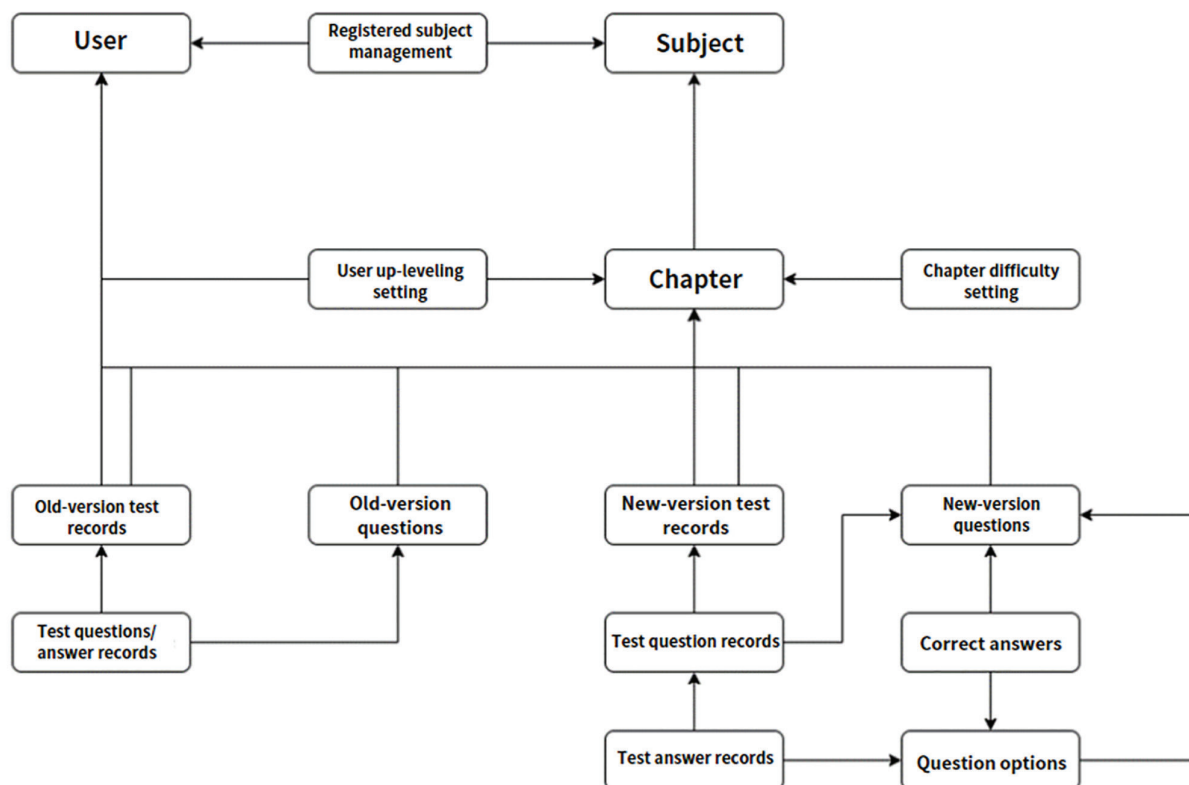 User
Registered subject
management
Subject
User up-leveling
setting
Chapter
Chapter difficulty
setting
Old-version test
records
Old-version
questions
New-version test
records
New-version
questions
Test questions/
answer records
Test question records
Correct answers
Test answer records
Question options